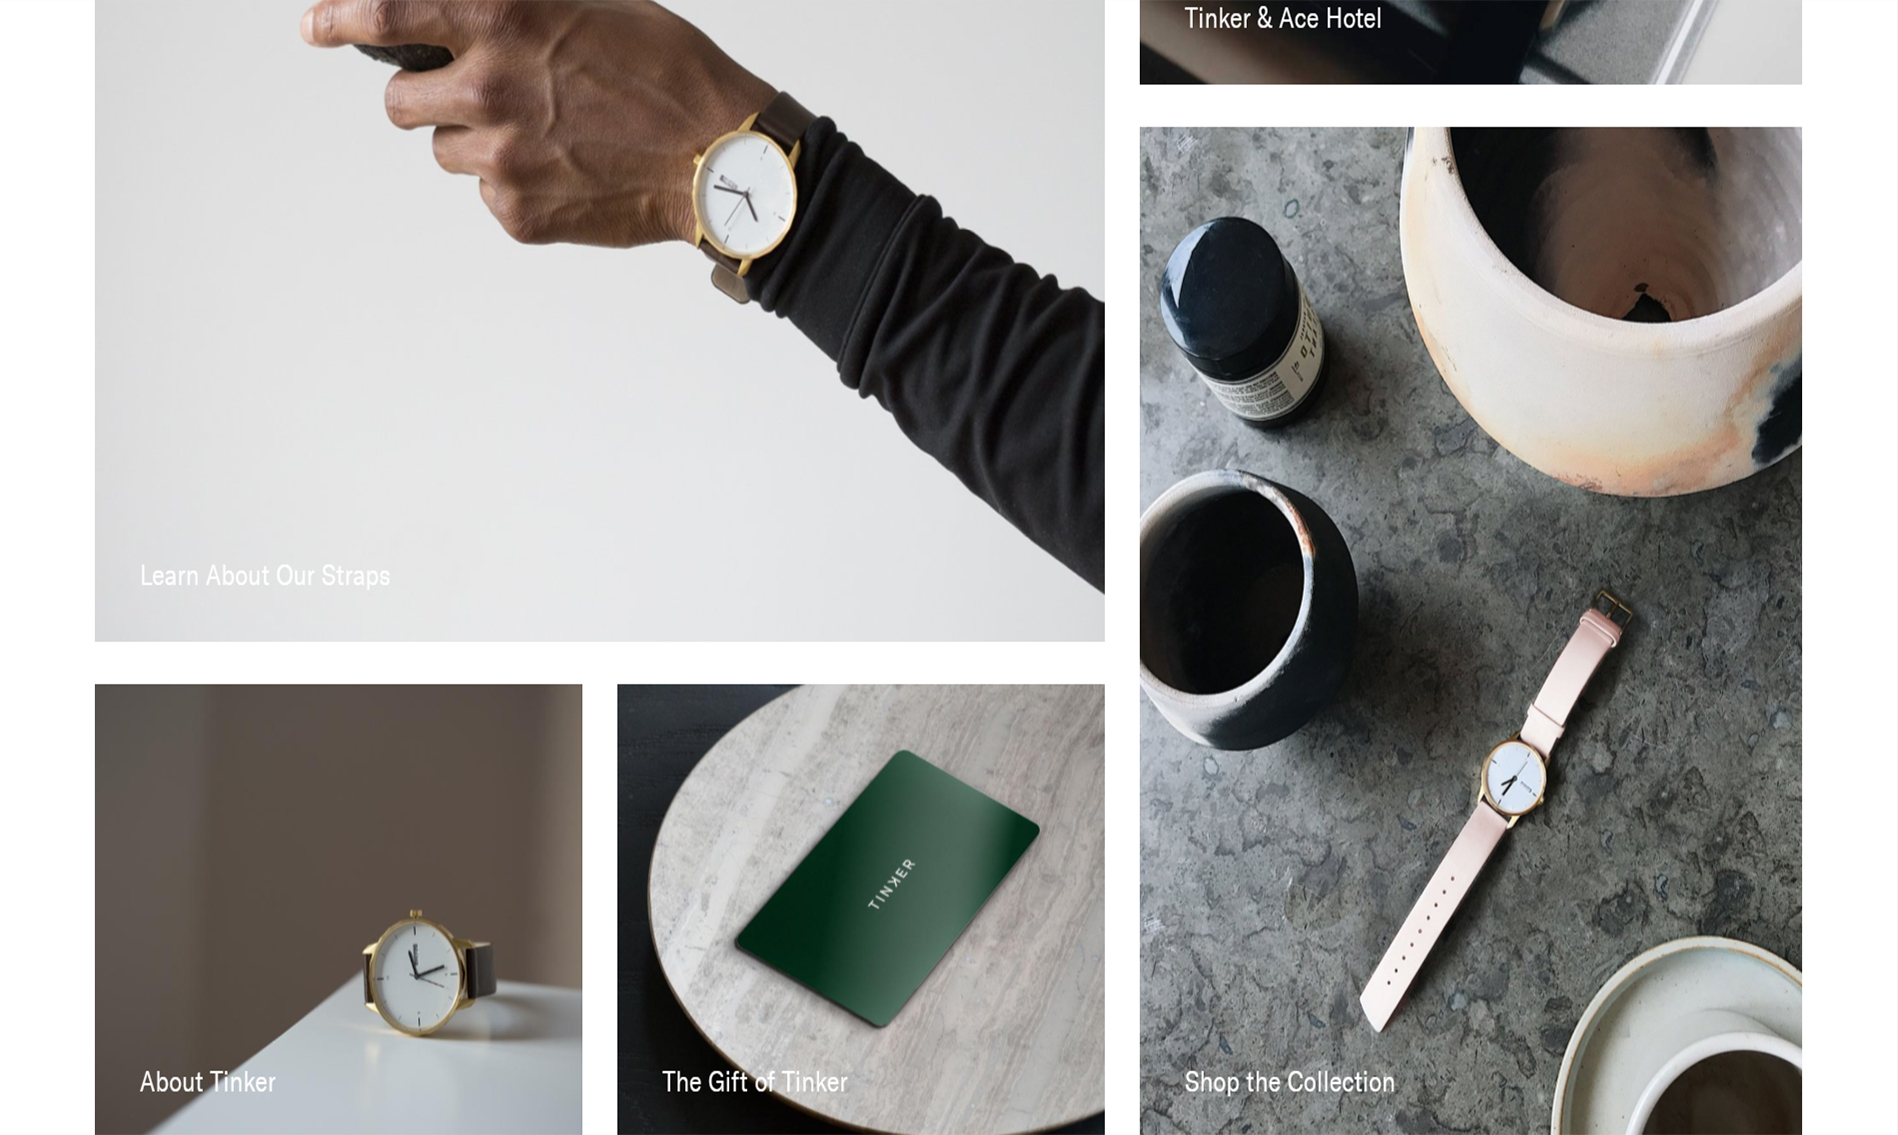 Tinker & Ace Hotel
Learn About Our Straps
About Tinker
TINKER
The Gift of Tinker
Shop the Collection